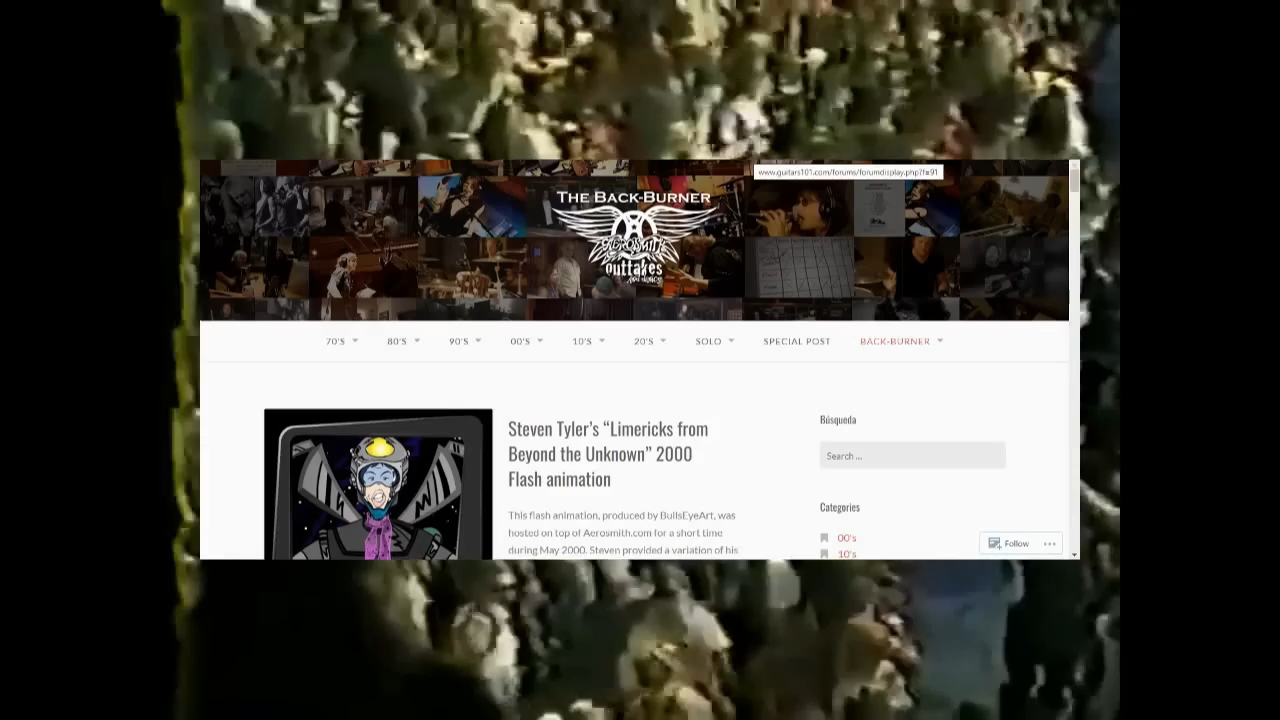 www.guitars101.com/forums/forumdisplay.php?f=91
THE BACK-BURNER
AEROSMITH
outtakes
and demos
70'S 80'S 90'S 00'S 10'S 20'S SOLO SPECIAL POST BACK-BURNER
Steven Tyler's “Limericks from
Beyond the Unknown” 2000
Flash animation
This flash animation, produced by BullsEyeArt, was
hosted on top of Aerosmith.com for a short time
during May 2000. Steven provided a variation of his
Búsqueda
Search ...
Categories
00's
10's
Follow